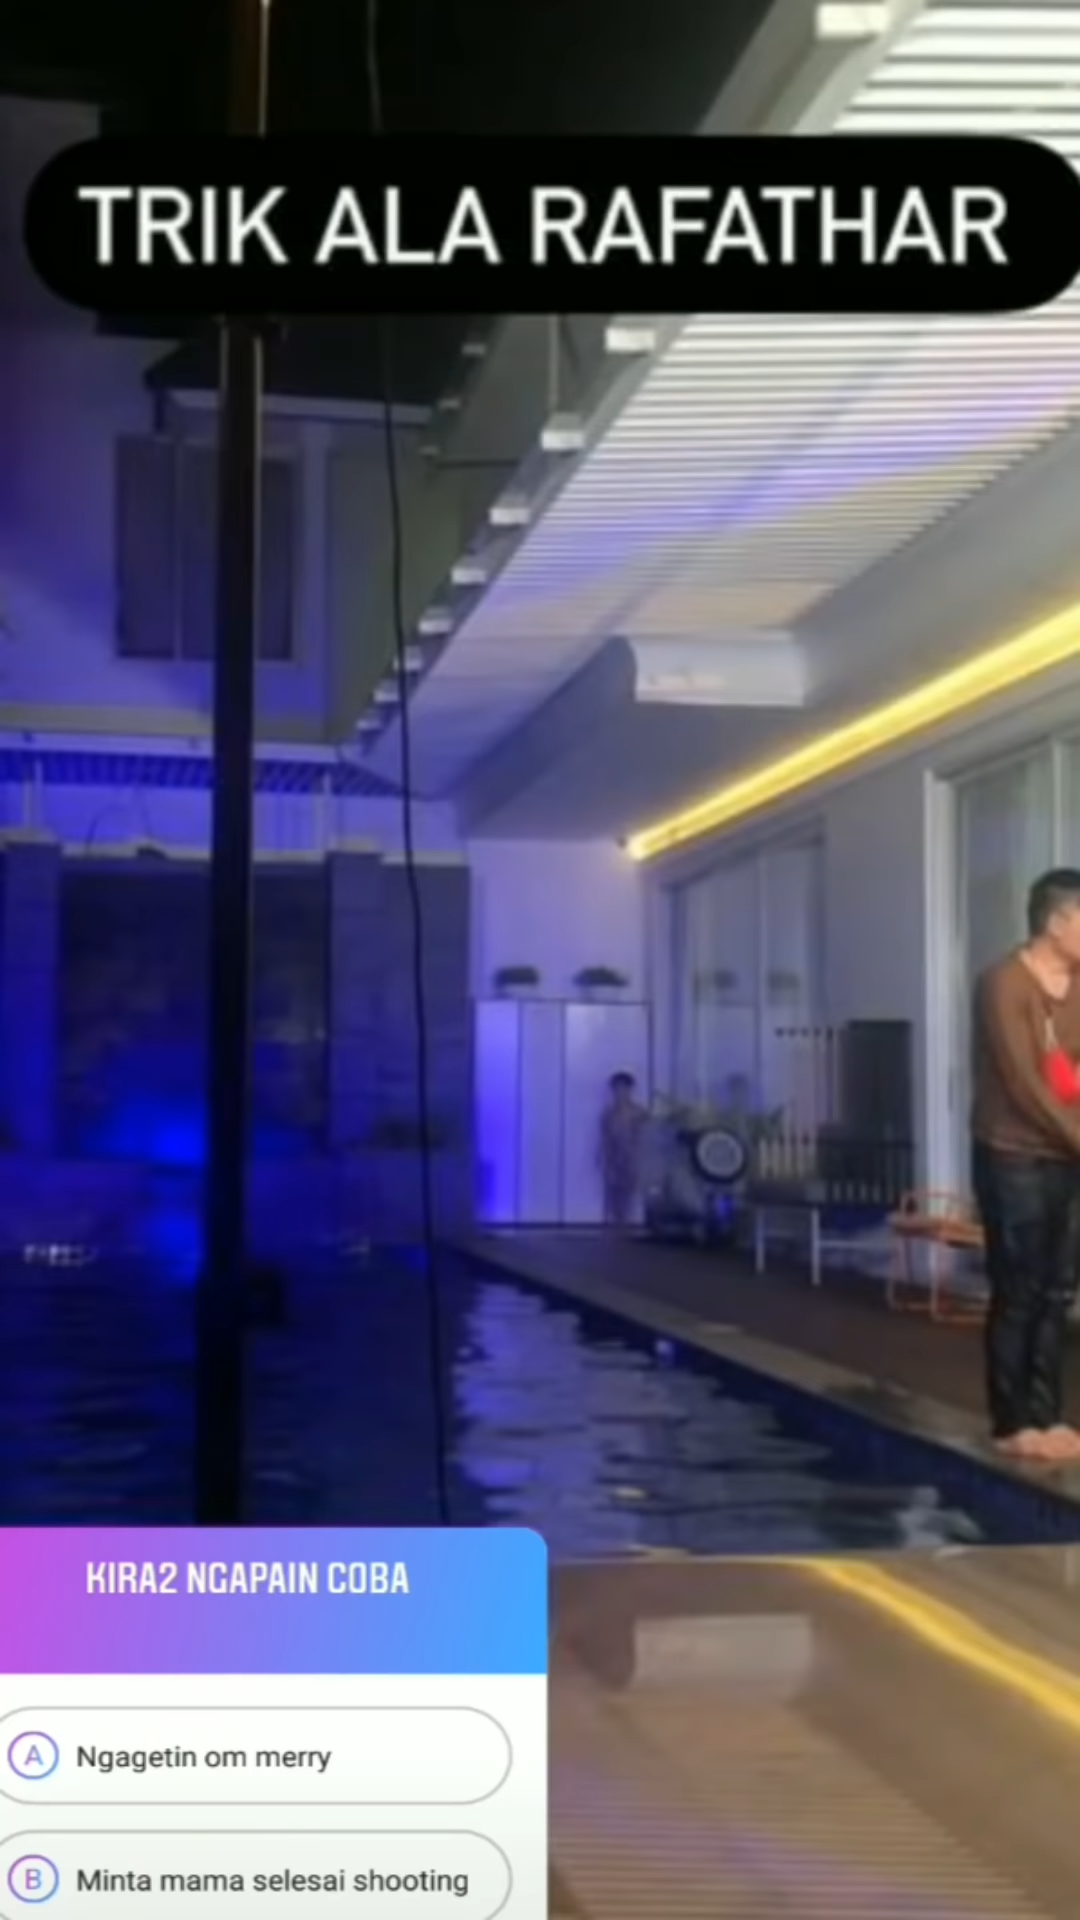 TRIK ALA RAFATHAR
KIRA2 NGAPAIN COBA
A Ngagetin om merry
B Minta mama selesai shooting